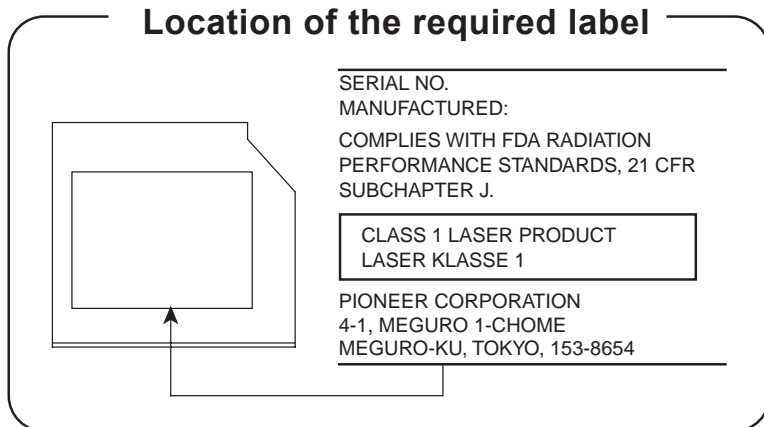 Location of the required label
SERIAL NO.
MANUFACTURED:
COMPLIES WITH FDA RADIATION
PERFORMANCE STANDARDS, 21 CFR
SUBCHAPTER J.
CLASS 1 LASER PRODUCT
LASER KLASSE 1
PIONEER CORPORATION
4-1, MEGURO 1-CHOME
MEGURO-KU, TOKYO, 153-8654